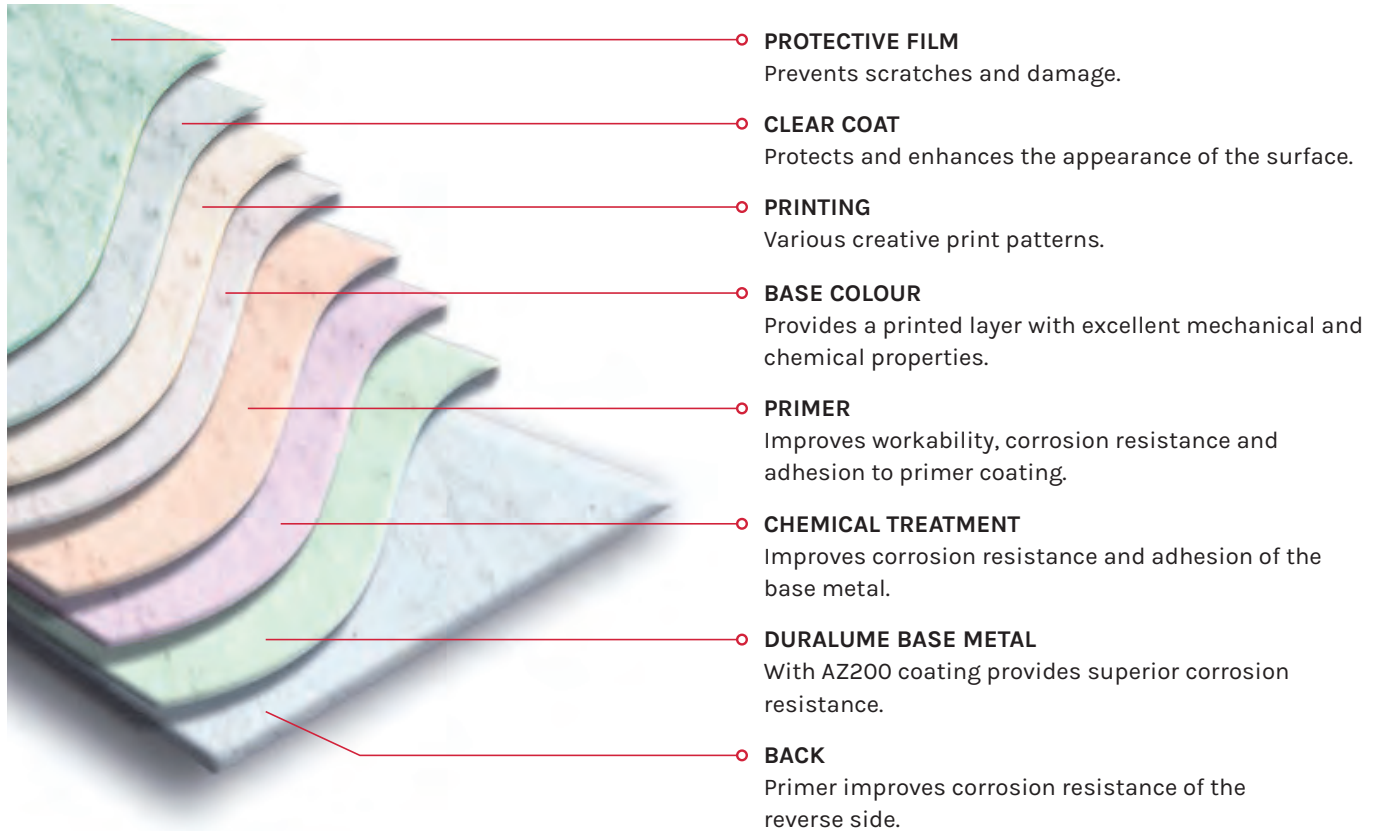 PROTECTIVE FILM
Prevents scratches and damage.
CLEAR COAT
Protects and enhances the appearance of the surface.
PRINTING
Various creative print patterns.
BASE COLOUR
Provides a printed layer with excellent mechanical and
chemical properties.
PRIMER
Improves workability, corrosion resistance and
adhesion to primer coating.
CHEMICAL TREATMENT
Improves corrosion resistance and adhesion of the
base metal.
DURALUME BASE METAL
With AZ200 coating provides superior corrosion
resistance.
BACK
Primer improves corrosion resistance of the
reverse side.